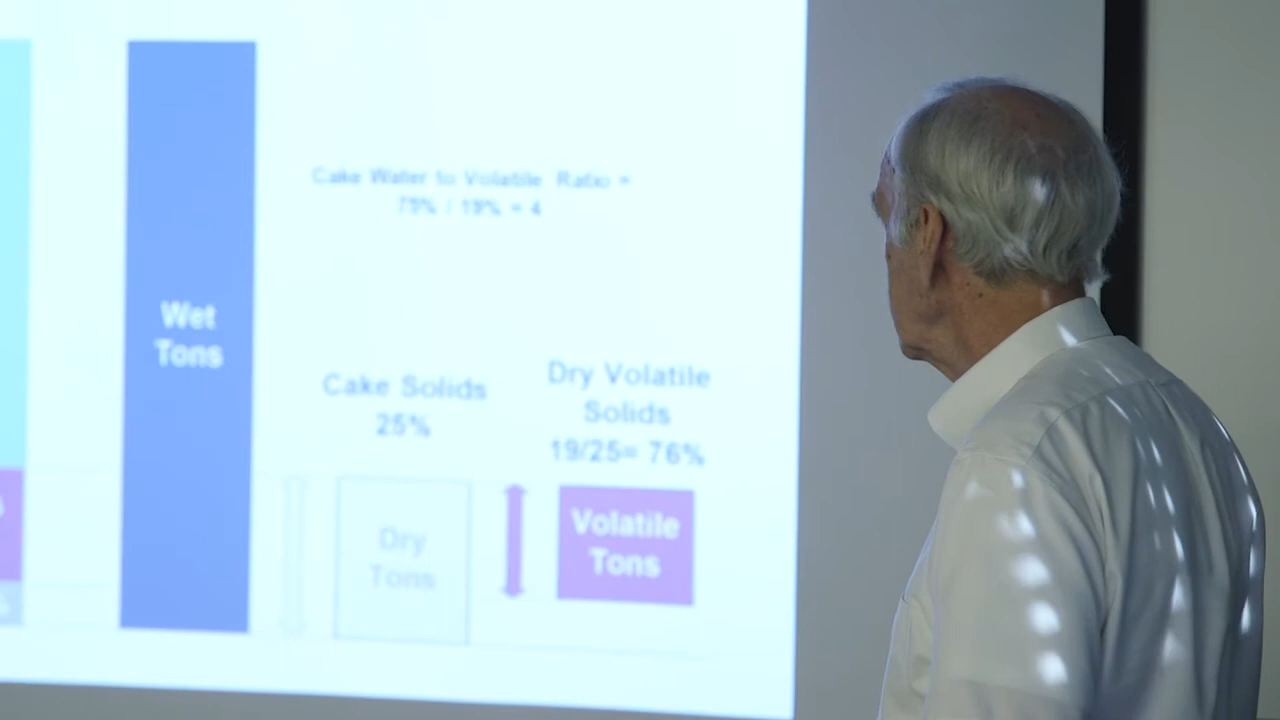 Cake Water to Volatile Ratio =
75% / 19% = 4
Wet
Tons
Cake Solids
25%
Dry Volatile
Solids
19/25= 76%
Dry
Tons
Volatile
Tons